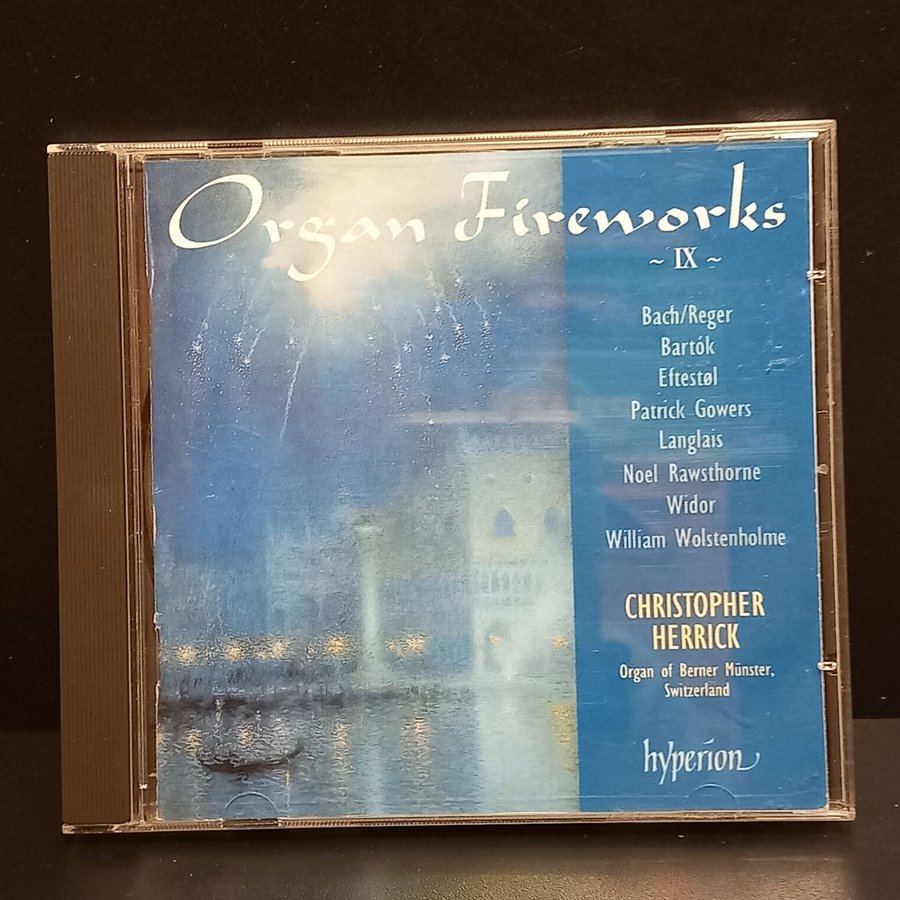 Organ Fireworks
~ IX ~
Bach/Reger
Bartók
Eftestøl
Patrick Gowers
Langlais
Noel Rawsthorne
Widor
William Wolstenholme
CHRISTOPHER
HERRICK
Organ of Berner Münster,
Switzerland
hyperion